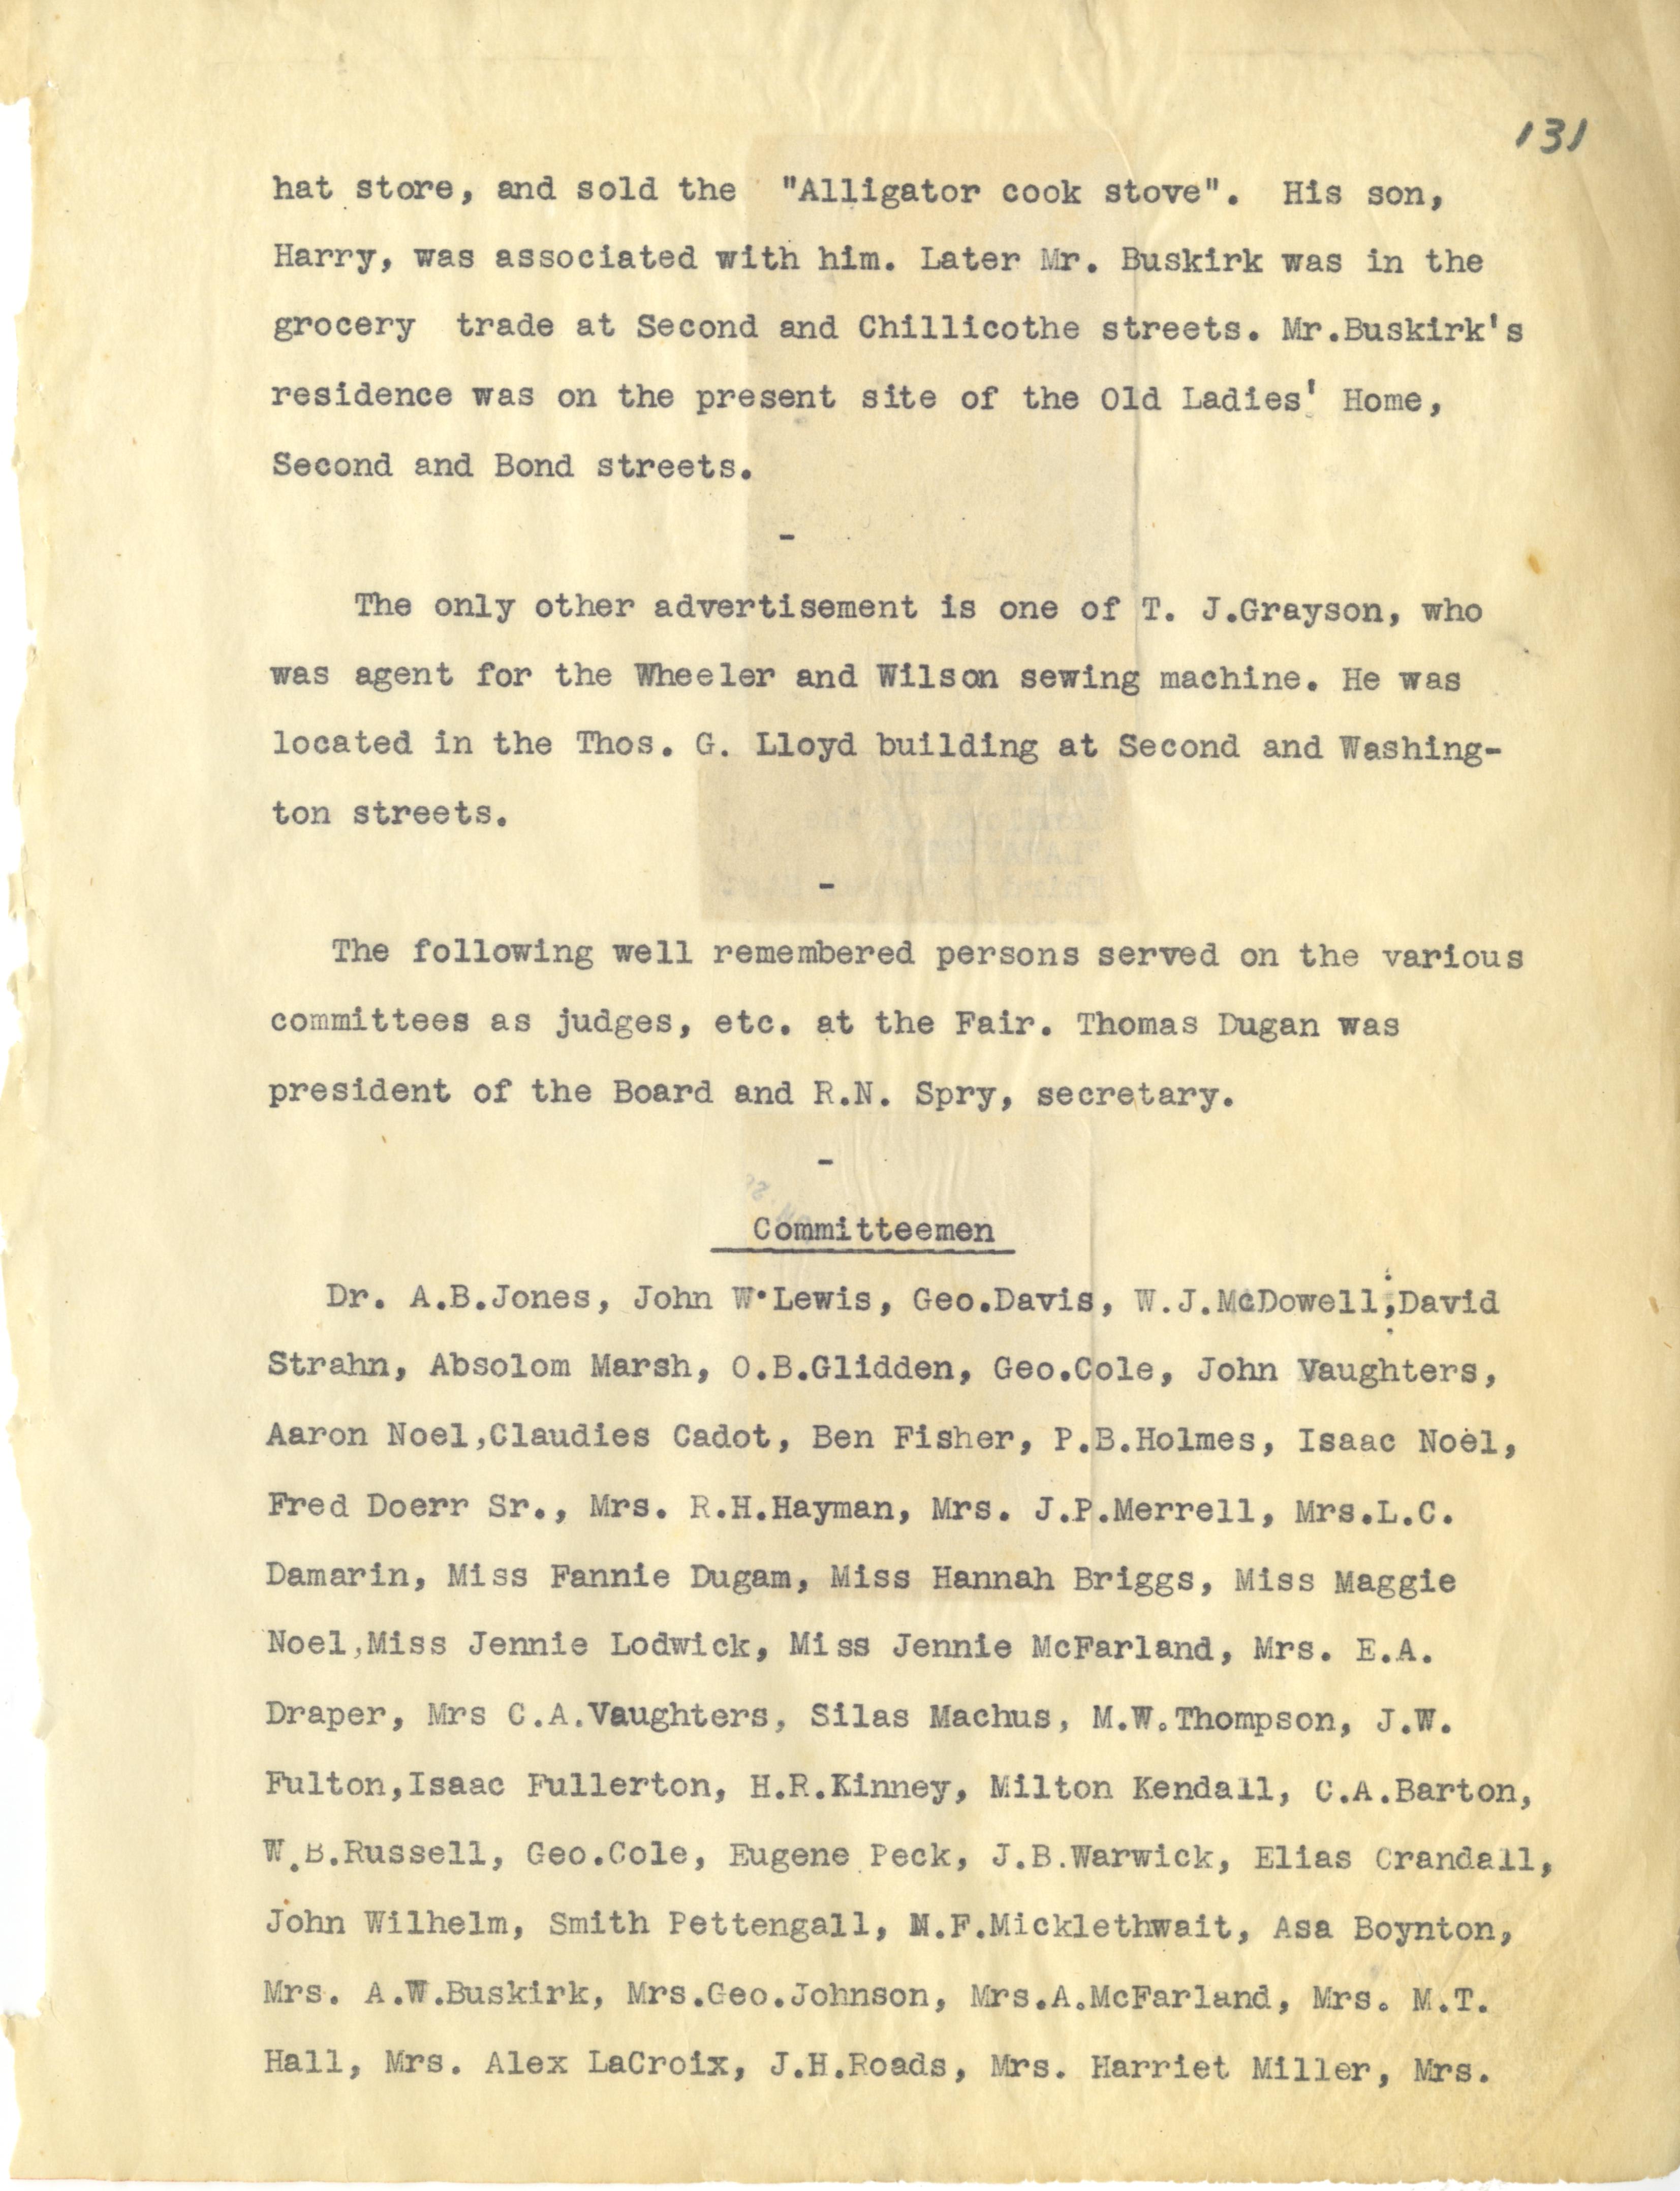 131
hat store, and sold the "Alligator cook stove". His son,
Harry, was associated with him. Later Mr. Buskirk was in the
grocery trade at Second and Chillicothe streets. Mr.Buskirk's
residence was on the present site of the Old Ladies' Home,
Second and Bond streets.
-
The only other advertisement is one of T. J.Grayson, who
was agent for the Wheeler and Wilson sewing machine. He was
located in the Thos. G. Lloyd building at Second and Washing-
ton streets.
-
The following well remembered persons served on the various
committees as judges, etc. at the Fair. Thomas Dugan was
president of the Board and R.N. Spry, secretary.
-
Committeemen
Dr. A.B.Jones, John W.Lewis, Geo.Davis, W.J.McDowell,David
Strahn, Absolom Marsh, O.B.Glidden, Geo.Cole, John Vaughters,
Aaron Noel,Claudies Cadot, Ben Fisher, P.B.Holmes, Isaac Noel,
Fred Doerr Sr., Mrs. R.H.Hayman, Mrs. J.P.Merrell, Mrs.L.C.
Damarin, Miss Fannie Dugam, Miss Hannah Briggs, Miss Maggie
Noel,Miss Jennie Lodwick, Miss Jennie McFarland, Mrs. E.A.
Draper, Mrs C.A.Vaughters, Silas Machus, M.W.Thompson, J.W.
Fulton,Isaac Fullerton, H.R.Kinney, Milton Kendall, C.A.Barton,
W.B.Russell, Geo.Cole, Eugene Peck, J.B.Warwick, Elias Crandall,
John Wilhelm, Smith Pettengall, M.F.Micklethwait, Asa Boynton,
Mrs. A.W.Buskirk, Mrs.Geo.Johnson, Mrs.A.McFarland, Mrs. M.T.
Hall, Mrs. Alex LaCroix, J.H.Roads, Mrs. Harriet Miller, Mrs.